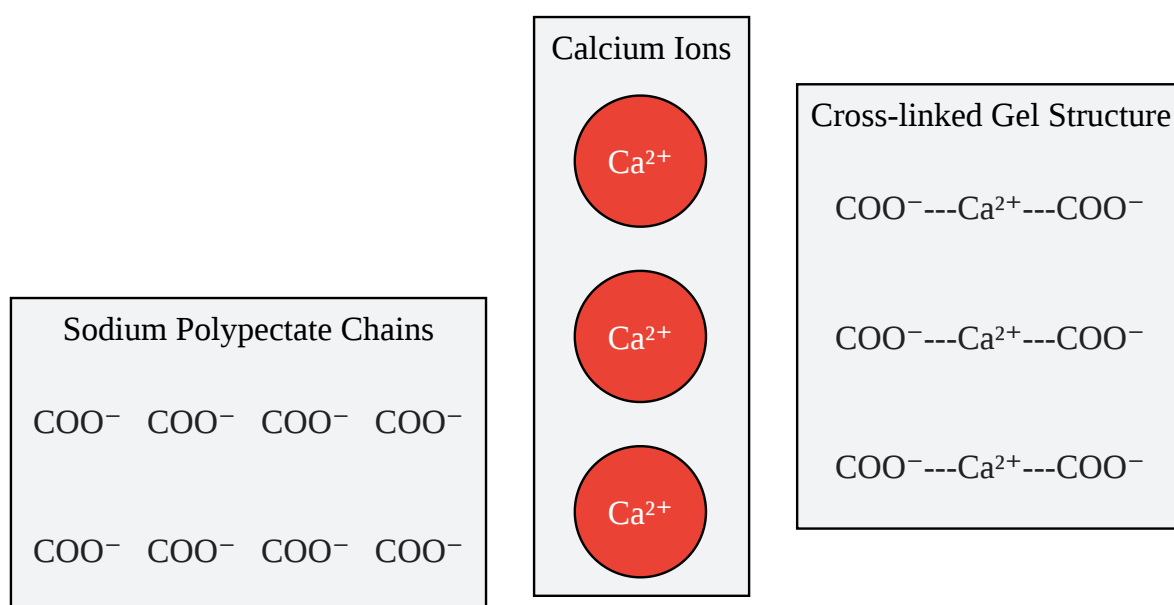 Sodium Polypectate Chains
COO⁻ COO⁻ COO⁻ COO⁻
COO⁻ COO⁻ COO⁻ COO⁻
Calcium Ions
Ca²⁺
Ca²⁺
Ca²⁺
Cross-linked Gel Structure
COO⁻---Ca²⁺---COO⁻
COO⁻---Ca²⁺---COO⁻
COO⁻---Ca²⁺---COO⁻